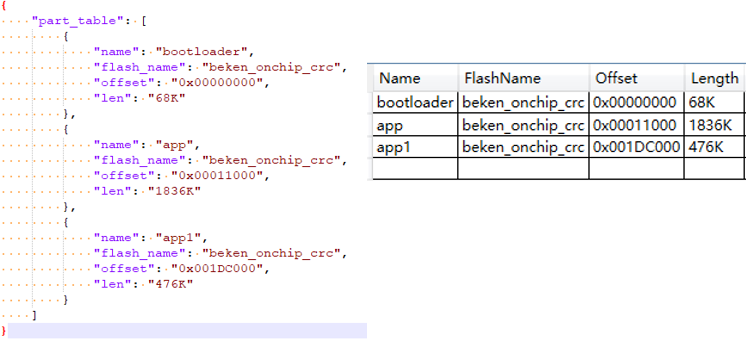 {
"part_table": [
{
"name": "bootloader",
"flash_name": "beken_onchip_crc",
"offset": "0x00000000",
"len": "68K"
},
{
"name": "app",
"flash_name": "beken_onchip_crc",
"offset": "0x00011000",
"len": "1836K"
},
{
"name": "app1",
"flash_name": "beken_onchip_crc",
"offset": "0x001DC000",
"len": "476K"
}
]
}
Name FlashName Offset Length
bootloader beken_onchip_crc 0x00000000 68K
app beken_onchip_crc 0x00011000 1836K
app1 beken_onchip_crc 0x001DC000 476K